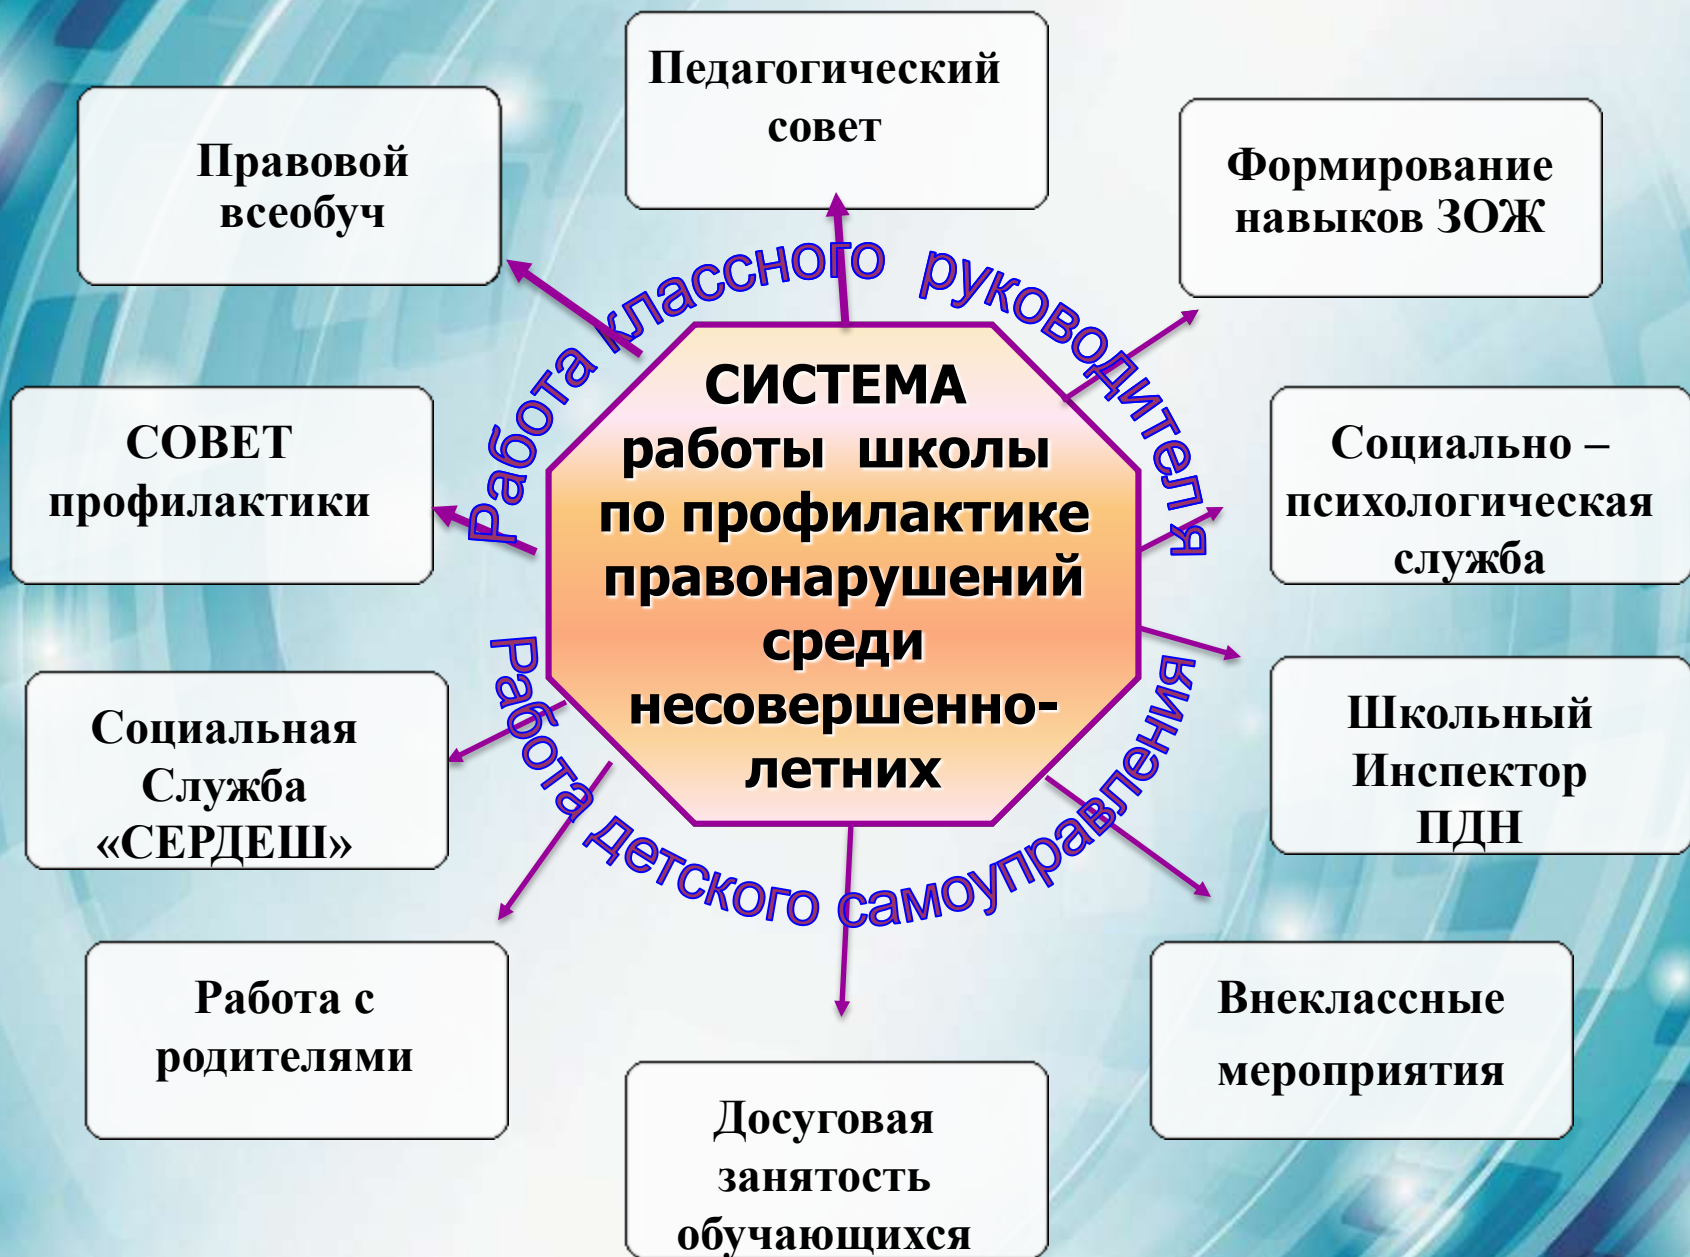 Педагогический
совет
Правовой
всеобуч
Формирование
навыков ЗОЖ
Работа классного руководителя
СИСТЕМА
работы школы
по профилактике
правонарушений
среди
несовершенно-
летних
СОВЕТ
профилактики
Социально –
психологическая
служба
Социальная
Служба
«СЕРДЕШ»
Школьный
Инспектор
ПДН
Работа детского самоуправления
Работа с
родителями
Внеклассные
мероприятия
Досуговая
занятость
обучающихся